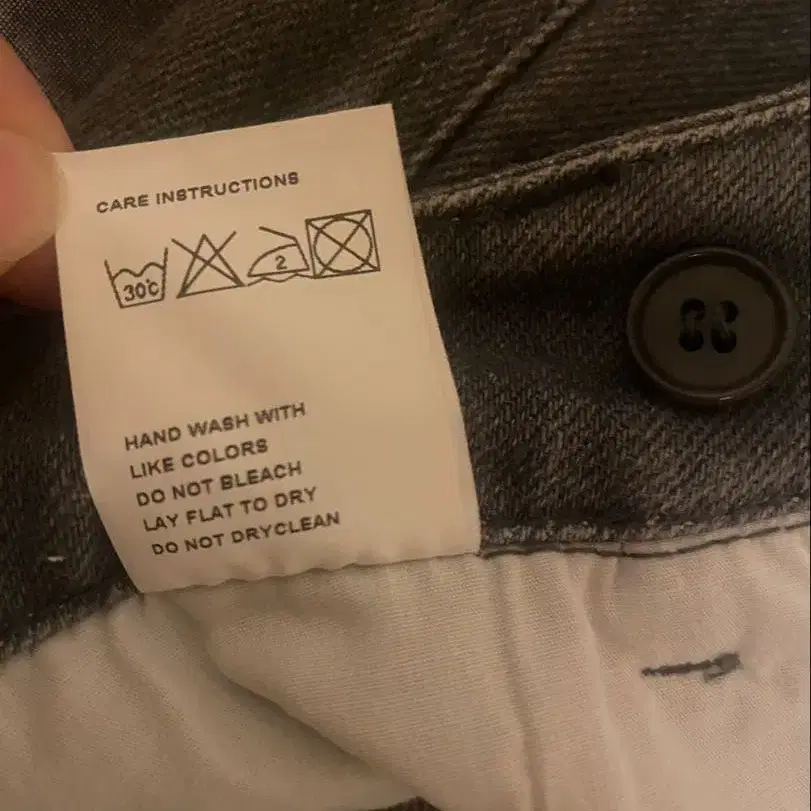 CARE INSTRUCTIONS
30°C 2
HAND WASH WITH
LIKE COLORS
DO NOT BLEACH
LAY FLAT TO DRY
DO NOT DRYCLEAN